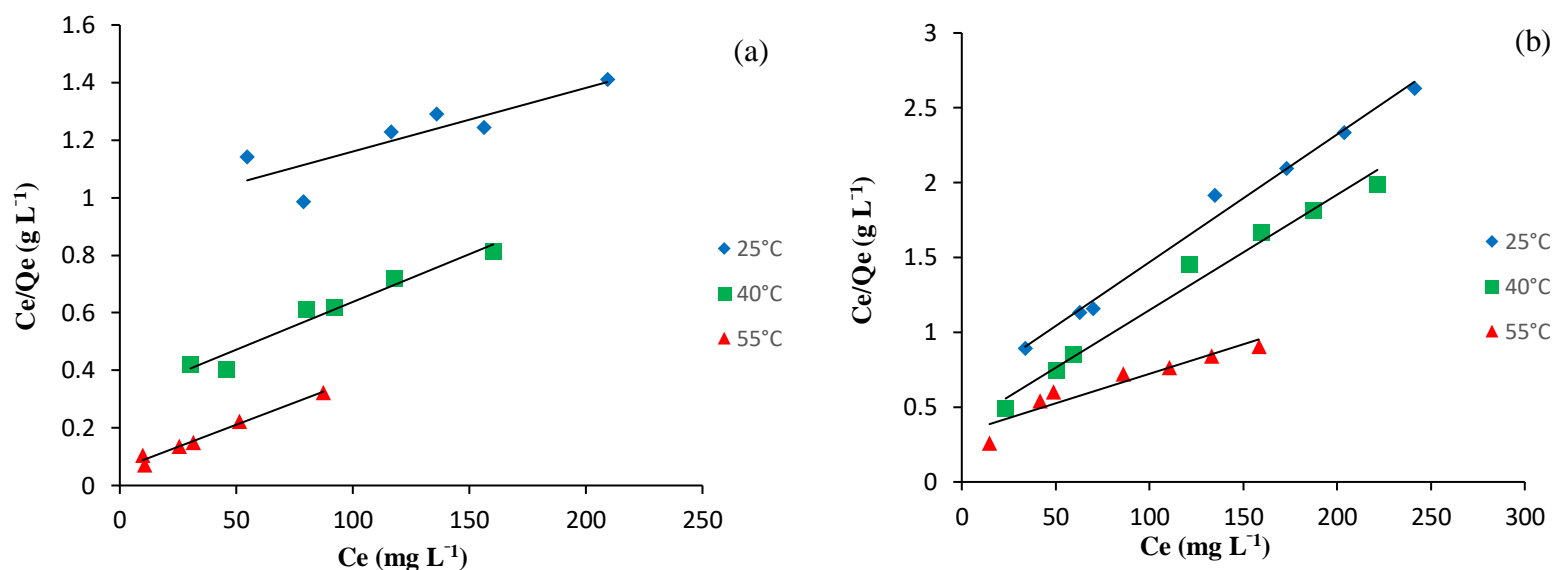 (a)
Ce/Qe (g L⁻¹)
1.6
1.4
1.2
1
0.8
0.6
0.4
0.2
0
0 50 100 150 200 250
Ce (mg L⁻¹)
25°C
40°C
55°C
(b)
Ce/Qe (g L⁻¹)
3
2.5
2
1.5
1
0.5
0
0 50 100 150 200 250 300
Ce (mg L⁻¹)
25°C
40°C
55°C